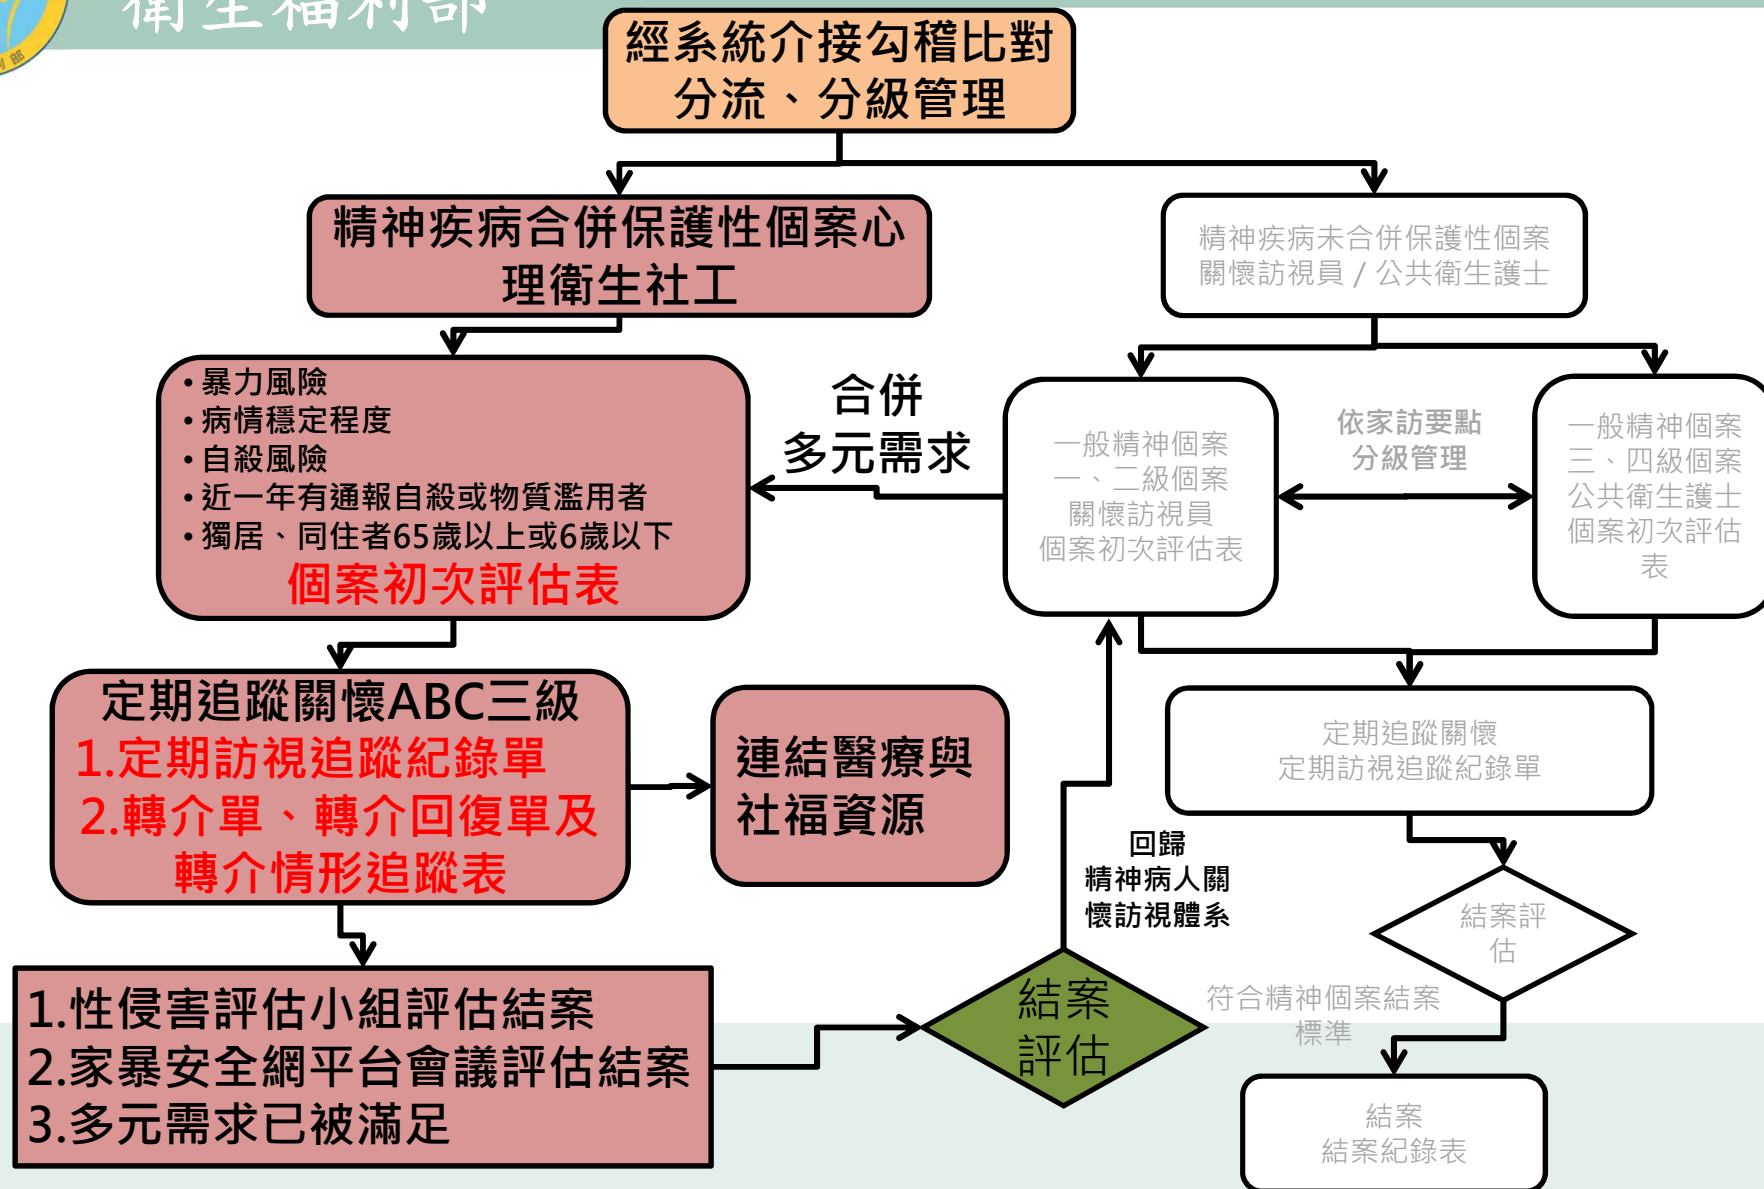 衛生福利部
經系統介接勾稽比對
分流、分級管理
精神疾病合併保護性個案心
理衛生社工
精神疾病未合併保護性個案
關懷訪視員 / 公共衛生護士
•暴力風險
•病情穩定程度
•自殺風險
•近一年有通報自殺或物質濫用者
•獨居、同住者65歲以上或6歲以下
個案初次評估表
合併
多元需求
一般精神個案
一、二級個案
關懷訪視員
個案初次評估表
依家訪要點
分級管理
一般精神個案
三、四級個案
公共衛生護士
個案初次評估
表
定期追蹤關懷ABC三級
1.定期訪視追蹤紀錄單
2.轉介單、轉介回復單及
轉介情形追蹤表
連結醫療與
社福資源
定期追蹤關懷
定期訪視追蹤紀錄單
回歸
精神病人關
懷訪視體系
結案評
估
1.性侵害評估小組評估結案
2.家暴安全網平台會議評估結案
3.多元需求已被滿足
結案
評估
符合精神個案結案
標準
結案
結案紀錄表